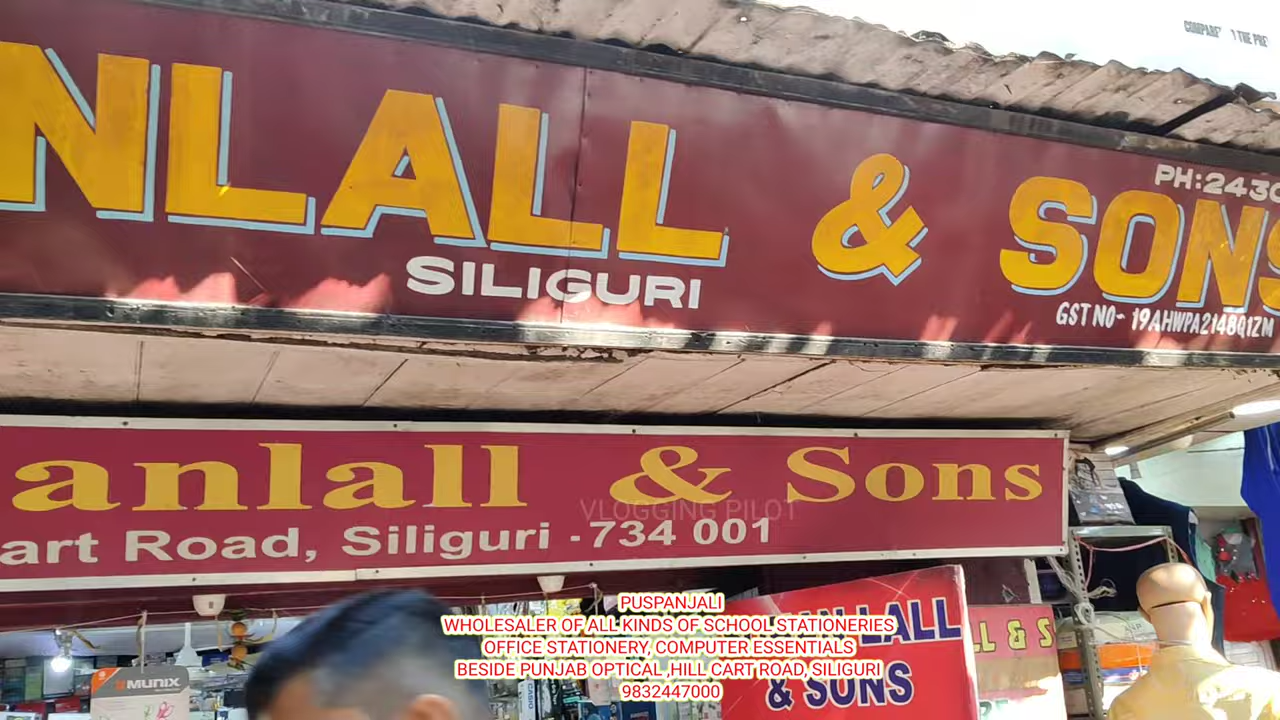 NLALL & SONS
PH:2430
SILIGURI
GST NO- 19AHWPA2148Q1ZM
anlall & Sons
art Road, Siliguri - 734 001
VLOGGING PILOT
PUSPANJALI
WHOLESALER OF ALL KINDS OF SCHOOL STATIONERIES
OFFICE STATIONERY, COMPUTER ESSENTIALS
BESIDE PUNJAB OPTICAL ,HILL CART ROAD, SILIGURI
9832447000
LALL
& SONS
LL & S
MUNIX
CASIO